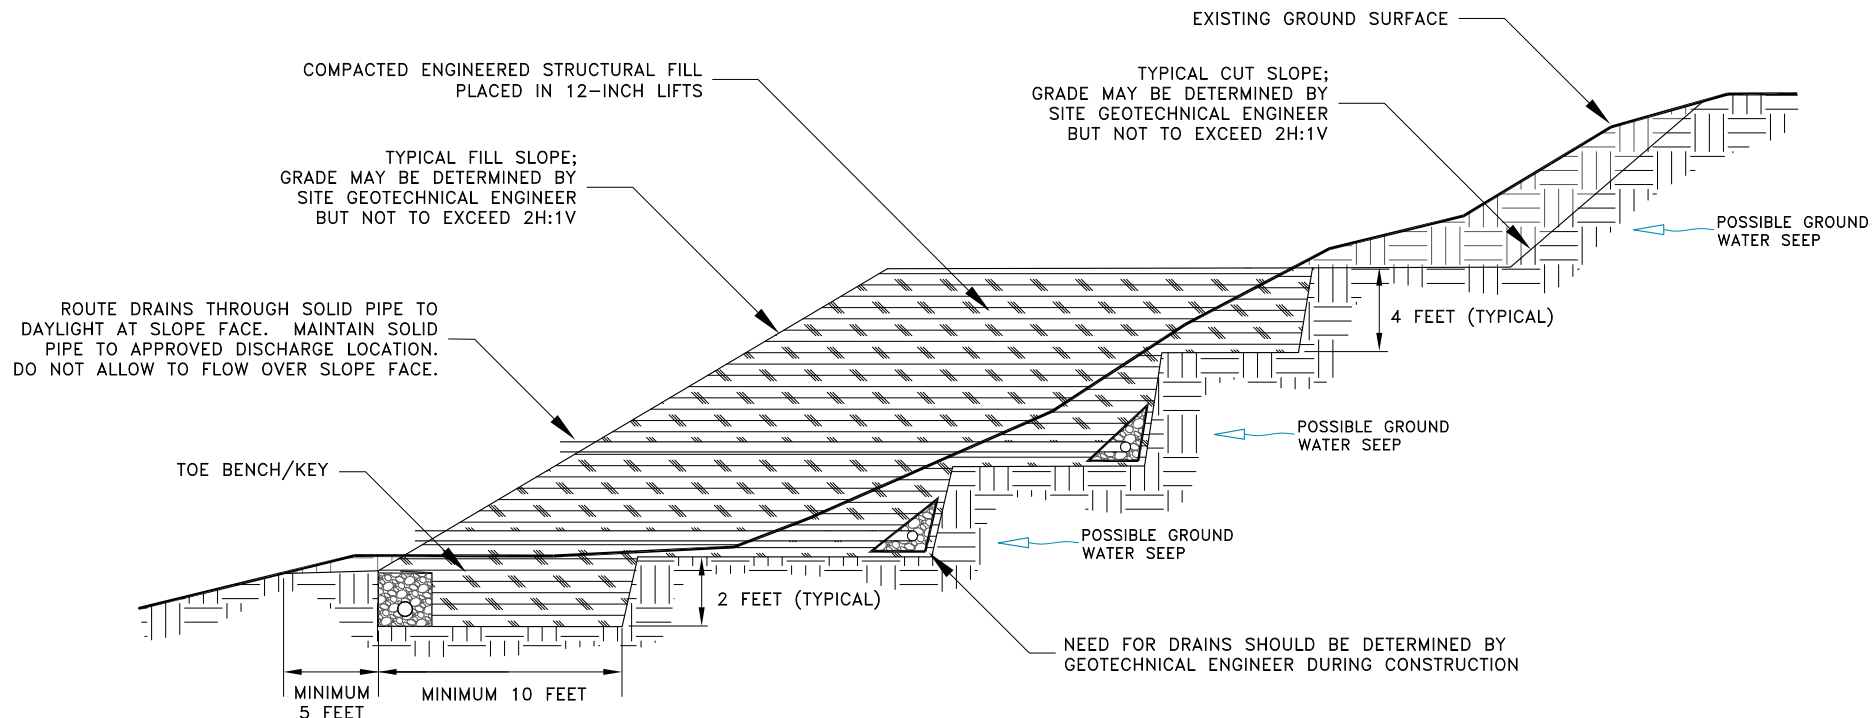 EXISTING GROUND SURFACE
COMPACTED ENGINEERED STRUCTURAL FILL
PLACED IN 12-INCH LIFTS
TYPICAL CUT SLOPE;
GRADE MAY BE DETERMINED BY
SITE GEOTECHNICAL ENGINEER
BUT NOT TO EXCEED 2H:1V
TYPICAL FILL SLOPE;
GRADE MAY BE DETERMINED BY
SITE GEOTECHNICAL ENGINEER
BUT NOT TO EXCEED 2H:1V
POSSIBLE GROUND
WATER SEEP
ROUTE DRAINS THROUGH SOLID PIPE TO
DAYLIGHT AT SLOPE FACE. MAINTAIN SOLID
PIPE TO APPROVED DISCHARGE LOCATION.
DO NOT ALLOW TO FLOW OVER SLOPE FACE.
4 FEET (TYPICAL)
POSSIBLE GROUND
WATER SEEP
TOE BENCH/KEY
POSSIBLE GROUND
WATER SEEP
2 FEET (TYPICAL)
NEED FOR DRAINS SHOULD BE DETERMINED BY
GEOTECHNICAL ENGINEER DURING CONSTRUCTION
MINIMUM
5 FEET
MINIMUM 10 FEET